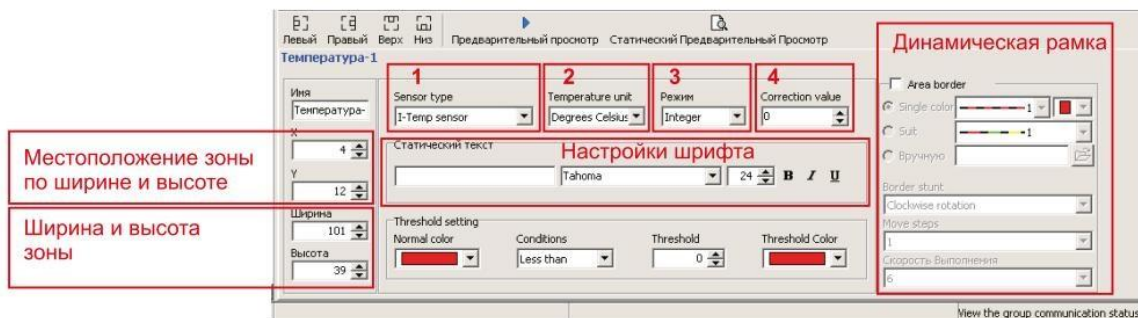 Левый Правый Верх Низ Предварительный просмотр Статический Предварительный Просмотр
Температура-1
Динамическая рамка
Имя
Температура-
X
4
Y
12
Ширина
101
Высота
39
Местоположение зоны
по ширине и высоте
Ширина и высота
зоны
1
Sensor type
I-Temp sensor
2
Temperature unit
Degrees Celsius
3
Режим
Integer
4
Correction value
0
Статический текст
Настройки шрифта
Tahoma 24 B I U
Threshold setting
Normal color Conditions Threshold Threshold Color
Less than 0
Area border
Single color 1
Suit 1
Вручную
Border stunt
Clockwise rotation
Move steps
1
Скорость Выполнения
6
View the group communication status